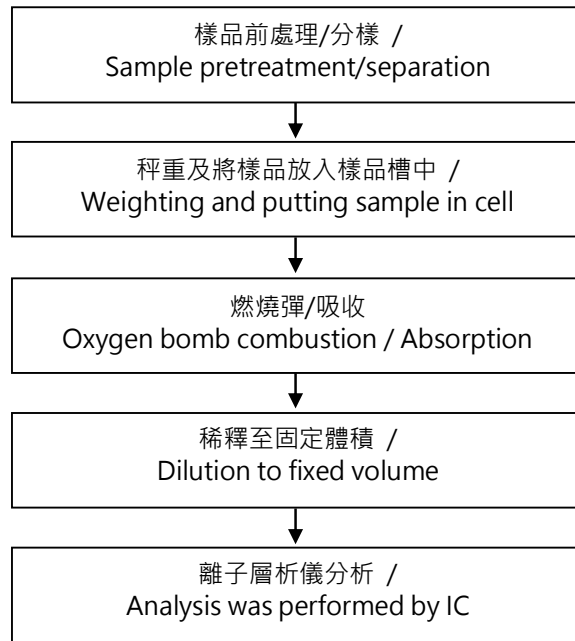 樣品前處理/分樣 /
Sample pretreatment/separation
秤重及將樣品放入樣品槽中 /
Weighting and putting sample in cell
燃燒彈/吸收
Oxygen bomb combustion / Absorption
稀釋至固定體積 /
Dilution to fixed volume
離子層析儀分析 /
Analysis was performed by IC